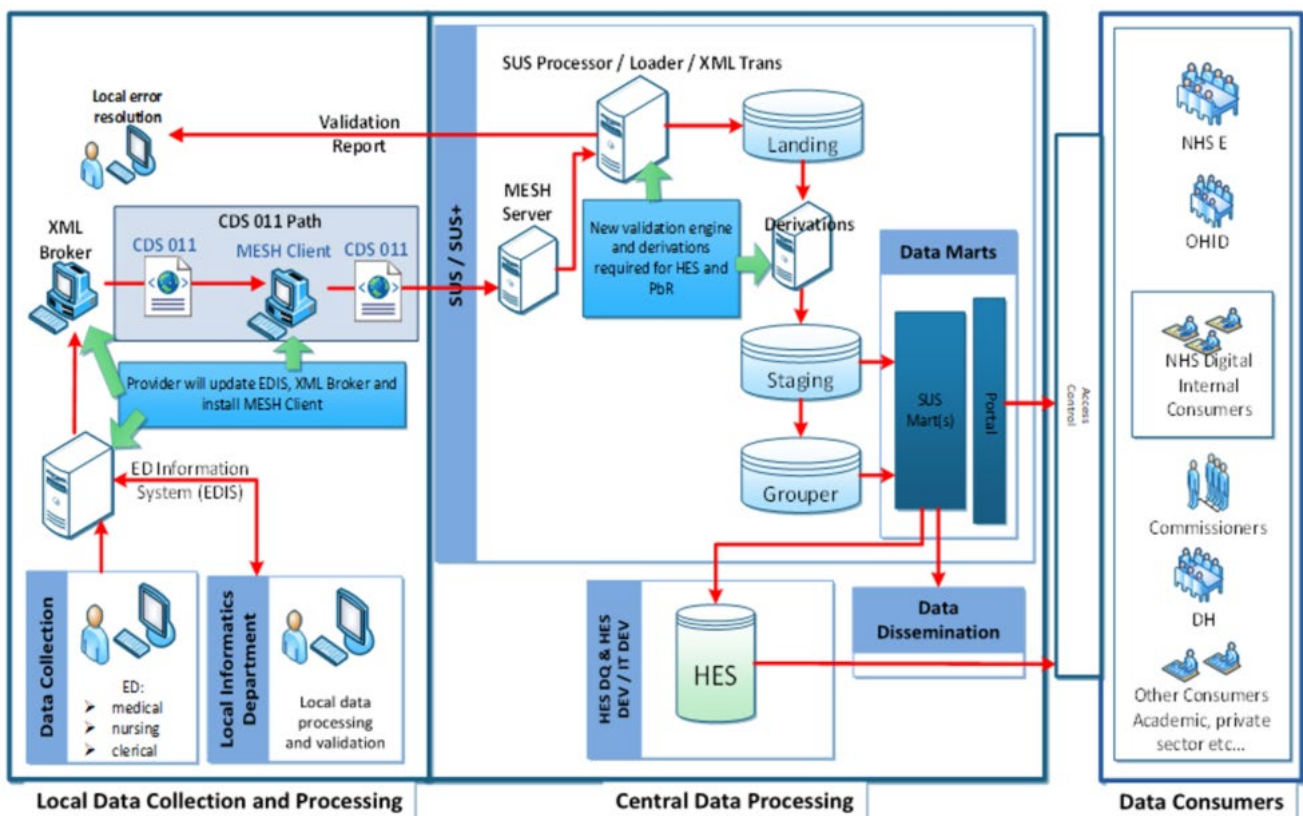 Local error
resolution
Validation
Report
XML
Broker
CDS 011 Path
CDS 011
MESH Client
CDS 011
Provider will update EDIS, XML Broker and
install MESH Client
ED Information
System (EDIS)
Data Collection
ED:
➢ medical
➢ nursing
➢ clerical
Local Informatics
Department
Local data
processing
and validation
Local Data Collection and Processing
SUS / SUS+
SUS Processor / Loader / XML Trans
MESH
Server
New validation engine
and derivations
required for HES and
PbR
Landing
Derivations
Staging
Grouper
Data Marts
SUS
Mart(s)
Portal
HES DQ & HES
DEV / IT DEV
HES
Data
Dissemination
Central Data Processing
Access
Control
NHS E
OHID
NHS Digital
Internal
Consumers
Commissioners
DH
Other Consumers
Academic, private
sector etc...
Data Consumers